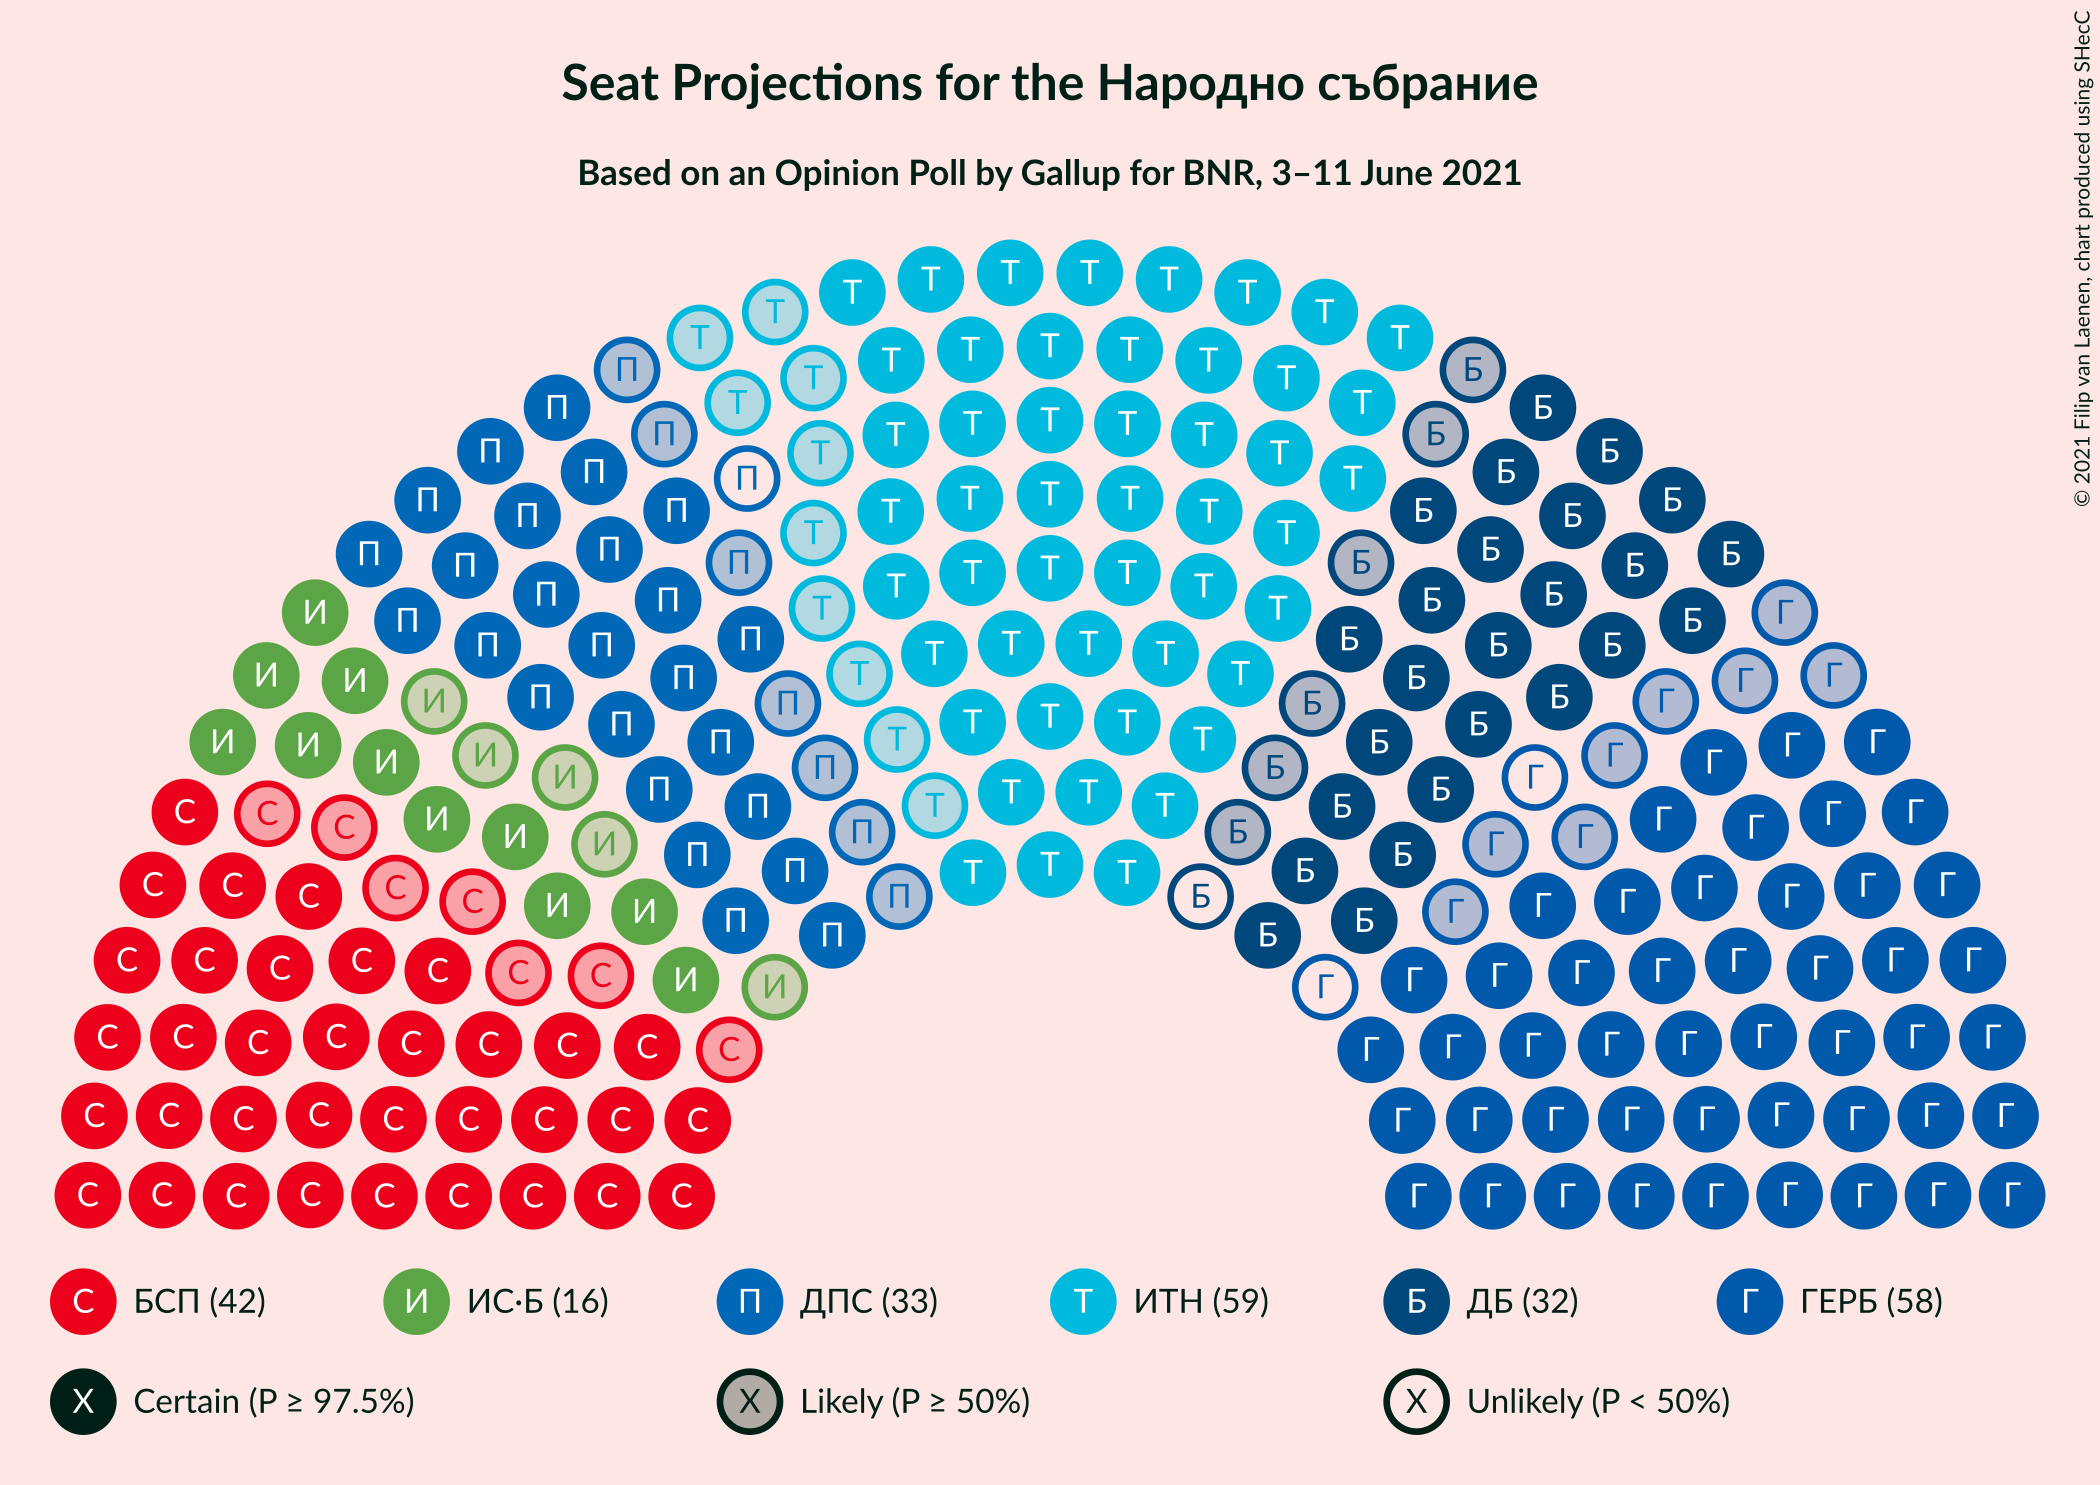 Seat Projections for the Народно събрание
Based on an Opinion Poll by Gallup for BNR, 3–11 June 2021
© 2021 Filip van Laenen, chart produced using SHecC
С БСП (42) И ИС·Б (16) П ДПС (33) Т ИТН (59) Б ДБ (32) Г ГЕРБ (58)
X Certain (P ≥ 97.5%) X Likely (P ≥ 50%) X Unlikely (P < 50%)